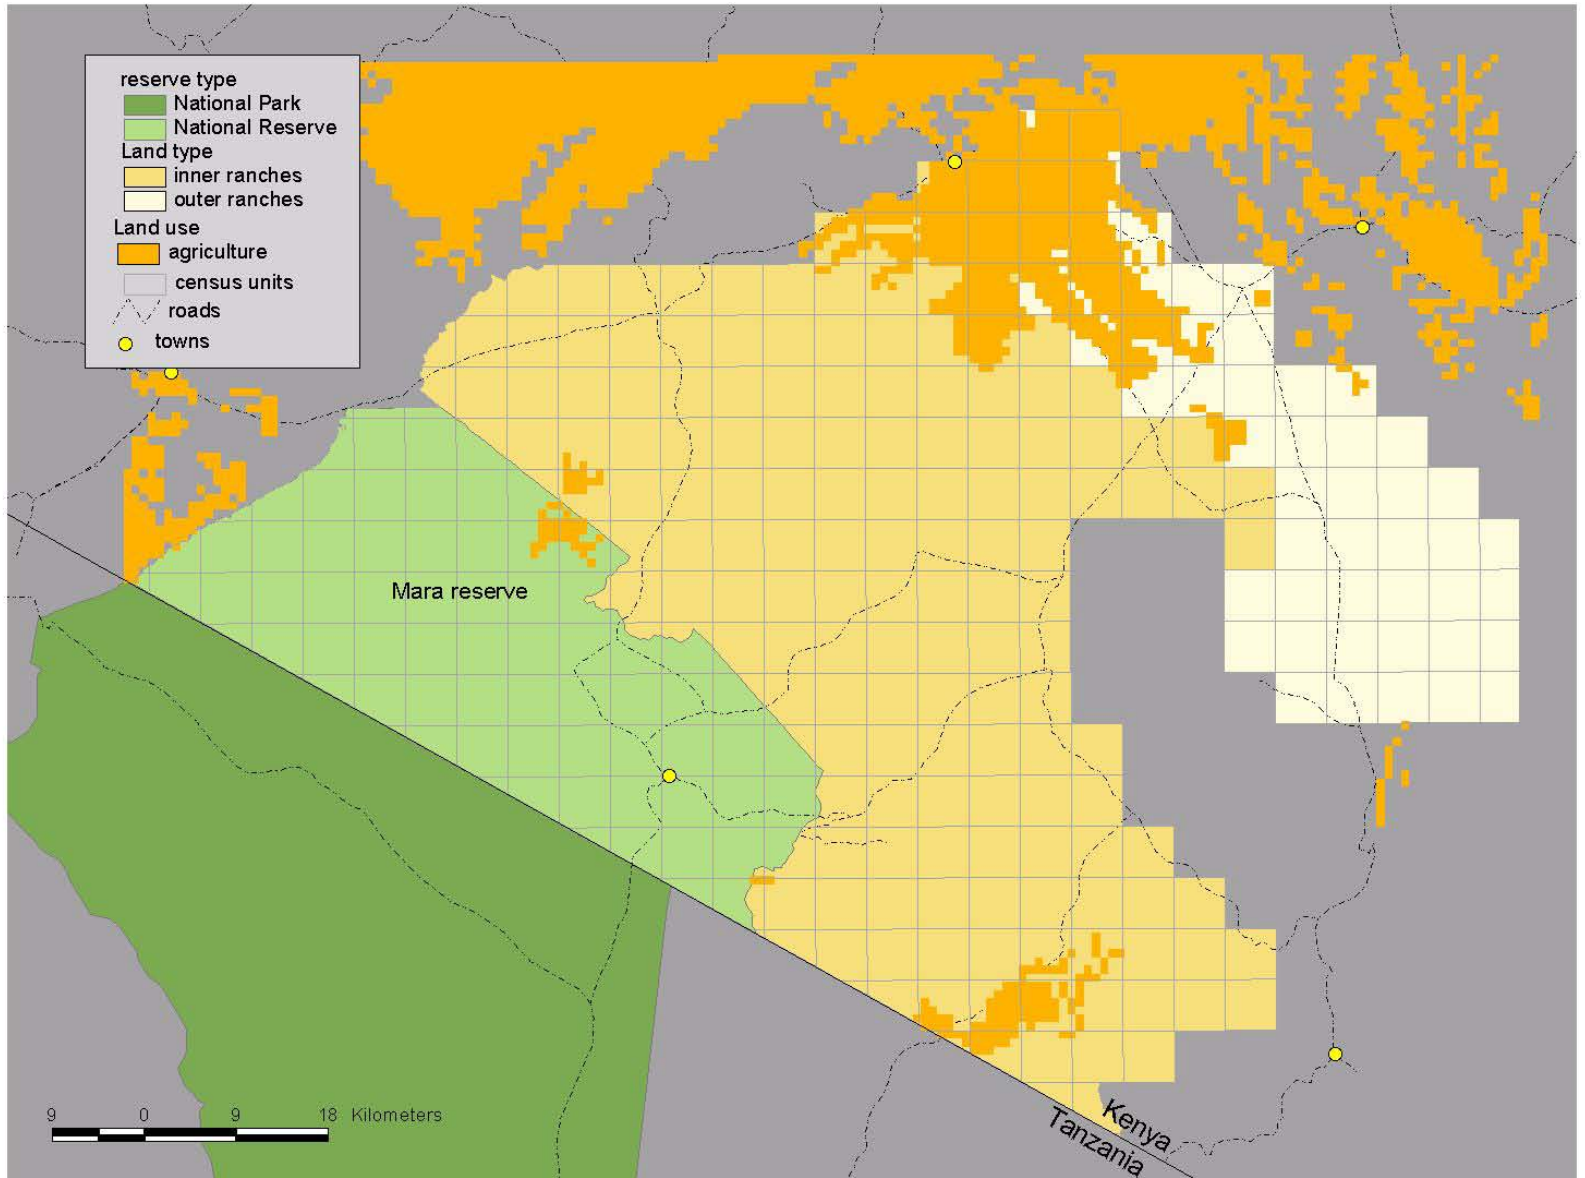 reserve type
National Park
National Reserve
Land type
inner ranches
outer ranches
Land use
agriculture
census units
roads
towns
Mara reserve
9 0 9 18 Kilometers
Kenya
Tanzania